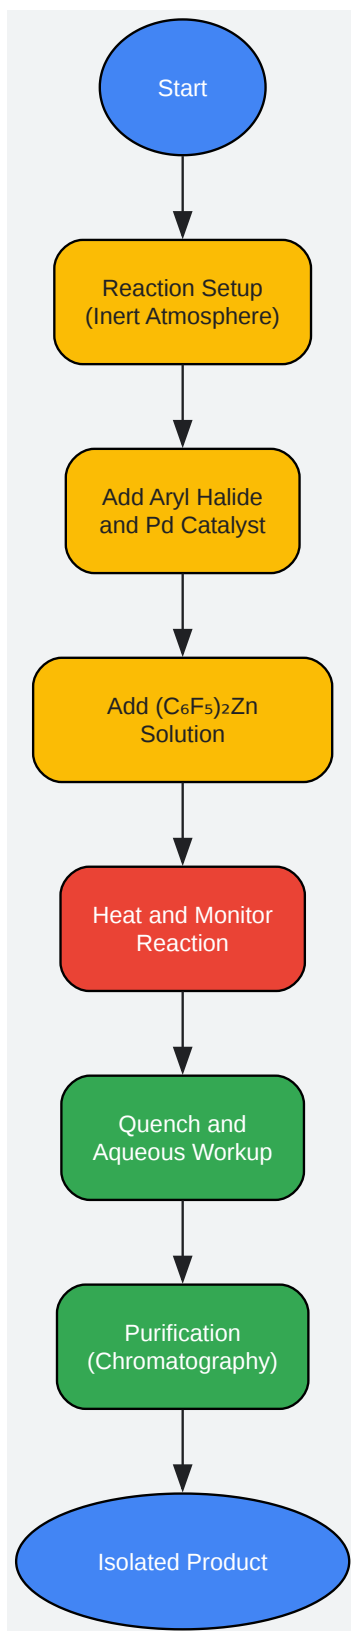 Start
Reaction Setup
(Inert Atmosphere)
Add Aryl Halide
and Pd Catalyst
Add (C₆F₅)₂Zn
Solution
Heat and Monitor
Reaction
Quench and
Aqueous Workup
Purification
(Chromatography)
Isolated Product